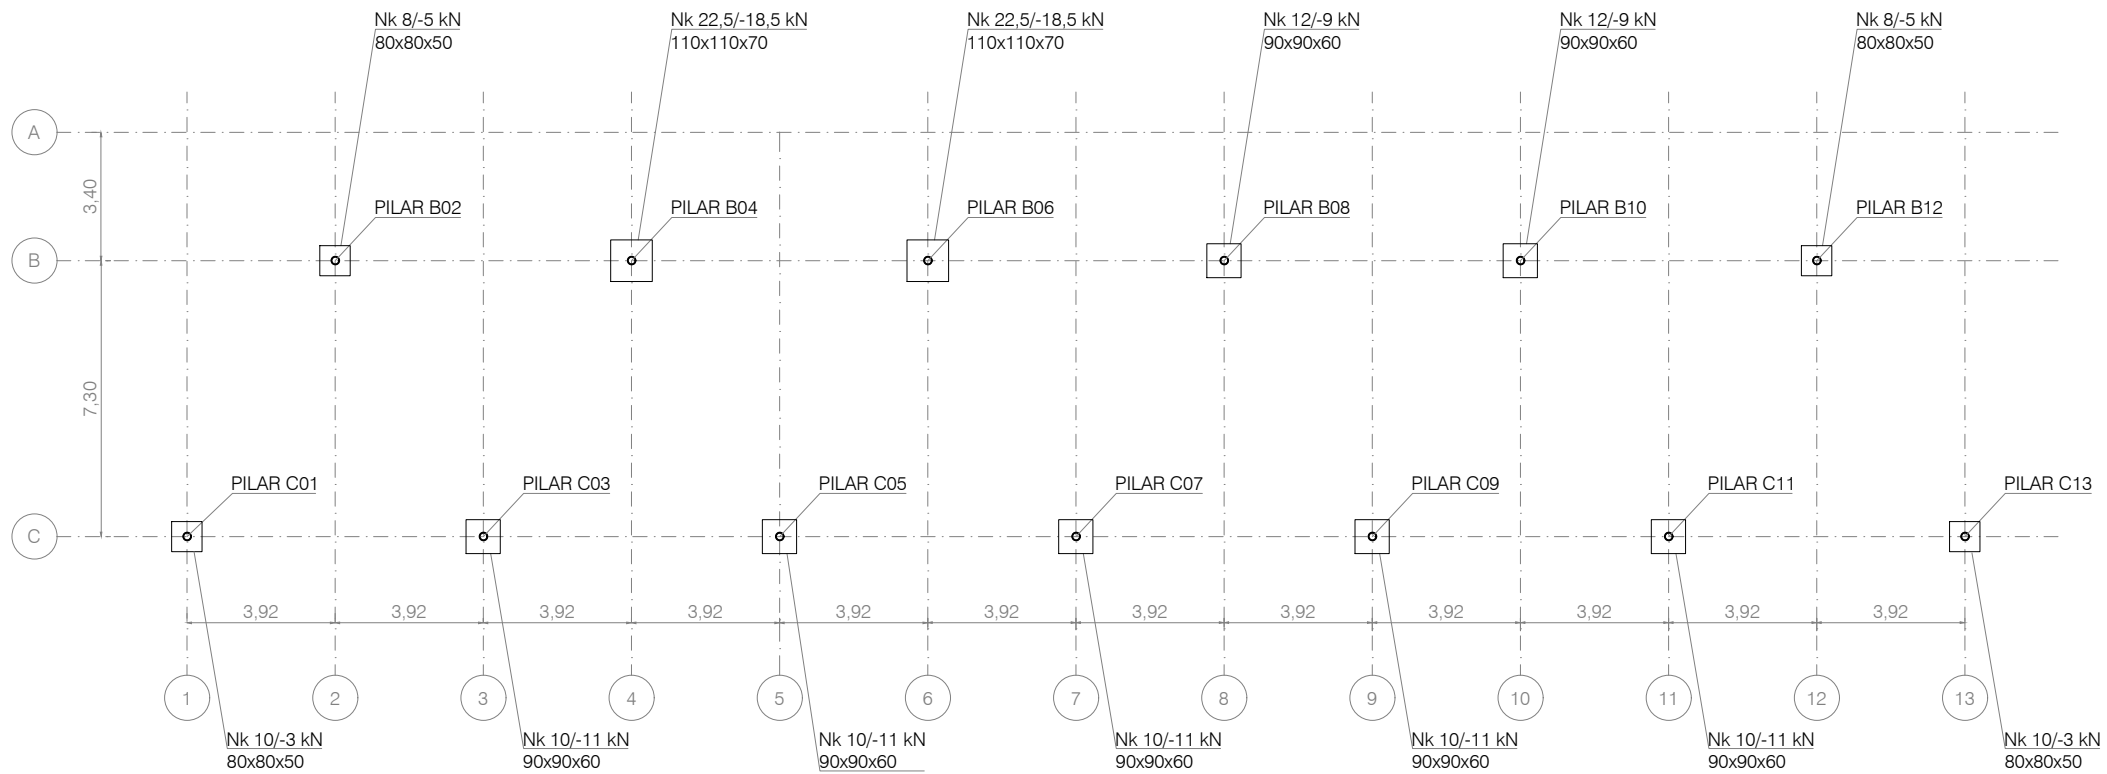 Nk 8/-5 kN
80x80x50
Nk 22,5/-18,5 kN
110x110x70
Nk 22,5/-18,5 kN
110x110x70
Nk 12/-9 kN
90x90x60
Nk 12/-9 kN
90x90x60
Nk 8/-5 kN
80x80x50
A
3,40
PILAR B02
PILAR B04
PILAR B06
PILAR B08
PILAR B10
PILAR B12
B
7,30
PILAR C01
PILAR C03
PILAR C05
PILAR C07
PILAR C09
PILAR C11
PILAR C13
C
3,92
3,92
3,92
3,92
3,92
3,92
3,92
3,92
3,92
3,92
3,92
3,92
1
2
3
4
5
6
7
8
9
10
11
12
13
Nk 10/-3 kN
80x80x50
Nk 10/-11 kN
90x90x60
Nk 10/-11 kN
90x90x60
Nk 10/-11 kN
90x90x60
Nk 10/-11 kN
90x90x60
Nk 10/-11 kN
90x90x60
Nk 10/-3 kN
80x80x50